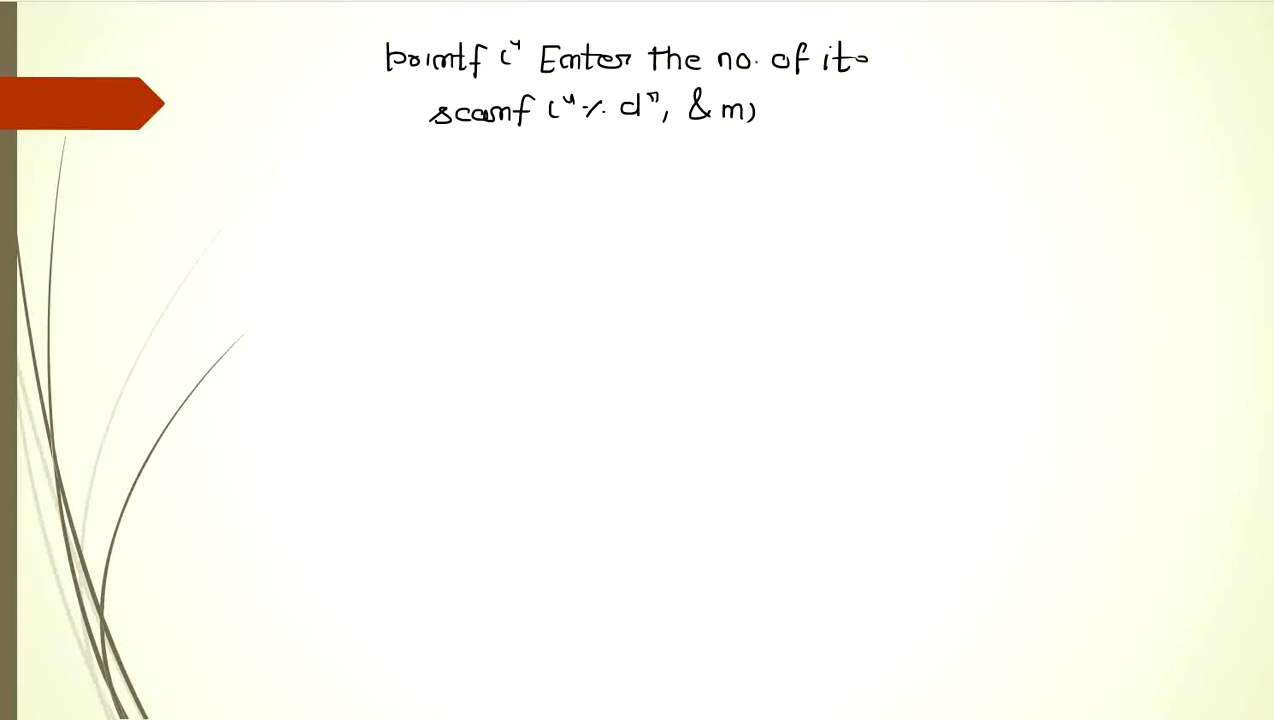 printf (" Enter the no. of ite
scanf ("%d", &n)